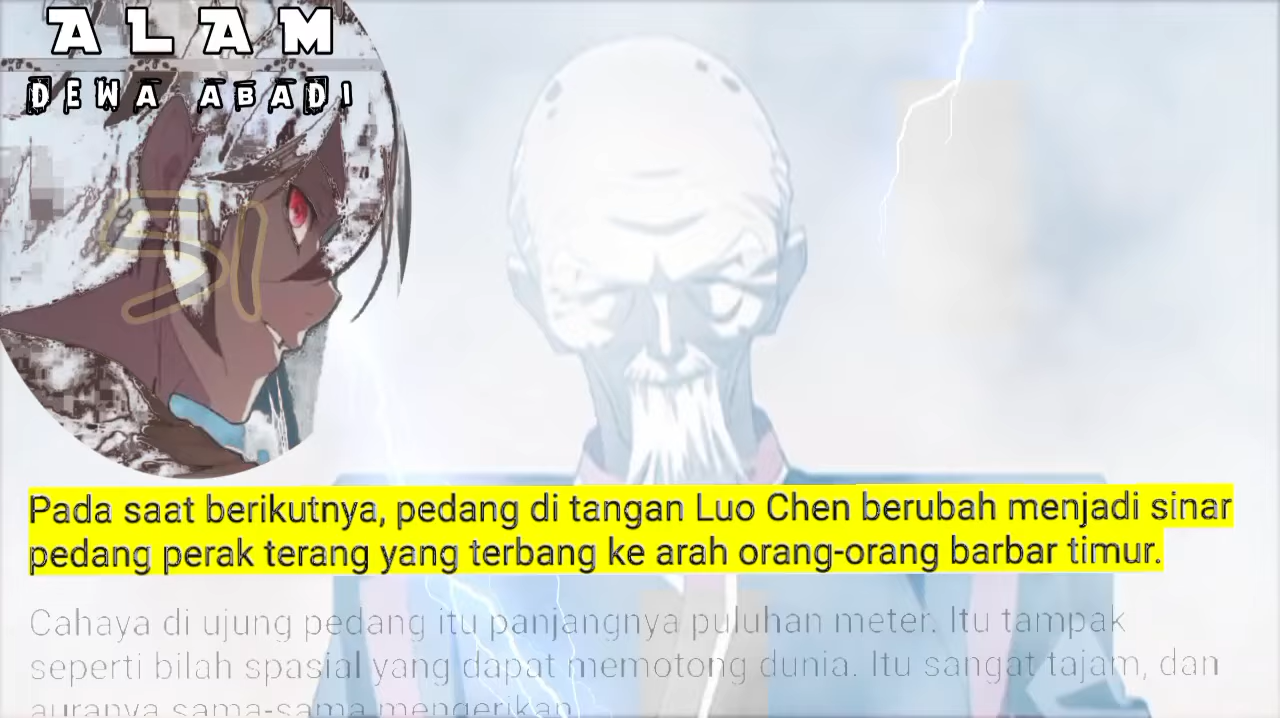 ALAM
DEWA ABADI
51
Pada saat berikutnya, pedang di tangan Luo Chen berubah menjadi sinar
pedang perak terang yang terbang ke arah orang-orang barbar timur.
Cahaya di ujung pedang itu panjangnya puluhan meter. Itu tampak
seperti bilah spasial yang dapat memotong dunia. Itu sangat tajam, dan
auranya sama-sama mengerikan.